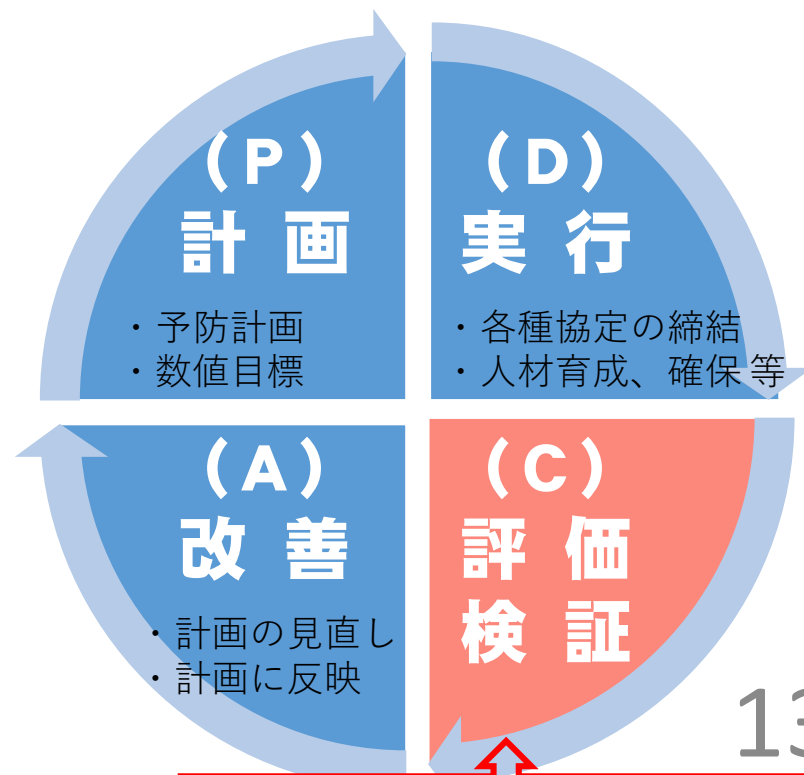 (P)
計 画
・予防計画
・数値目標
(D)
実 行
・各種協定の締結
・人材育成、確保 等
(A)
改 善
・計画の見直し
・計画に反映
(C)
評 価
検 証
13